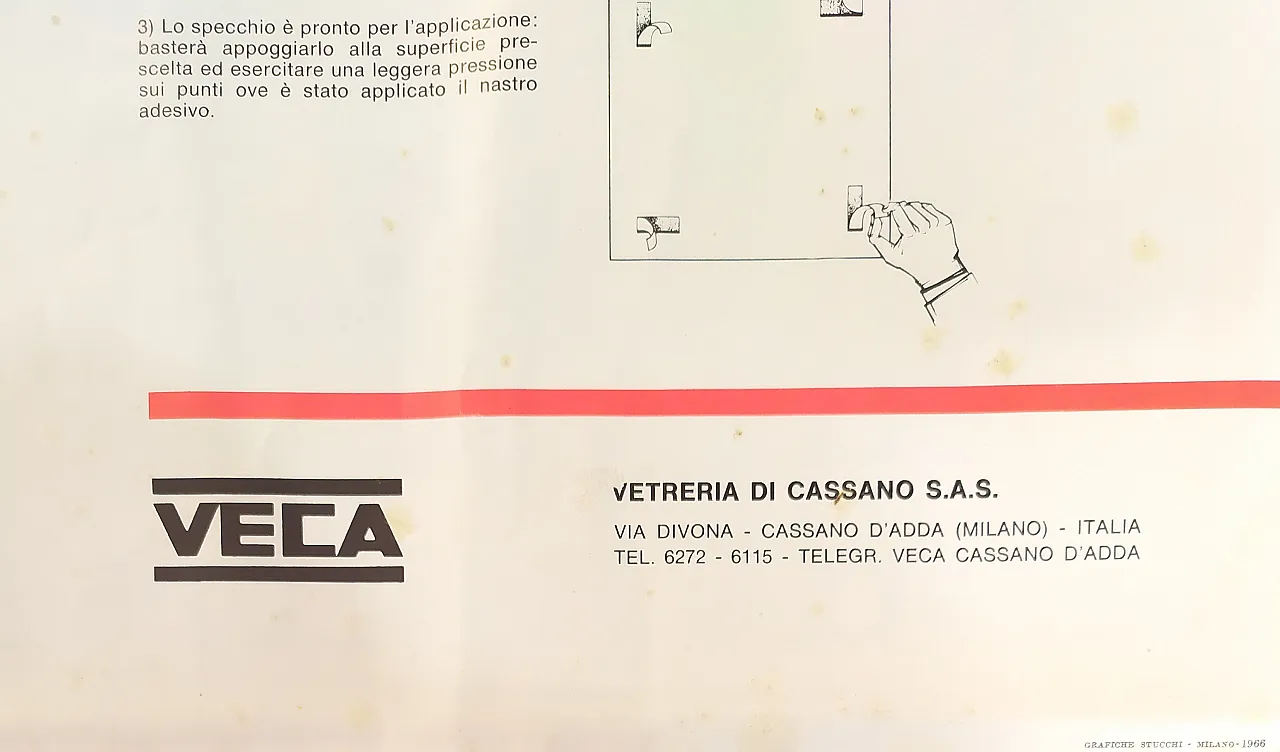 3) Lo specchio è pronto per l'applicazione:
basterà appoggiarlo alla superficie pre-
scelta ed esercitare una leggera pressione
sui punti ove è stato applicato il nastro
adesivo.
VECA
VETRERIA DI CASSANO S.A.S.
VIA DIVONA - CASSANO D'ADDA (MILANO) - ITALIA
TEL. 6272 - 6115 - TELEGR. VECA CASSANO D'ADDA
GRAFICHE STUCCHI - MILANO - 1966